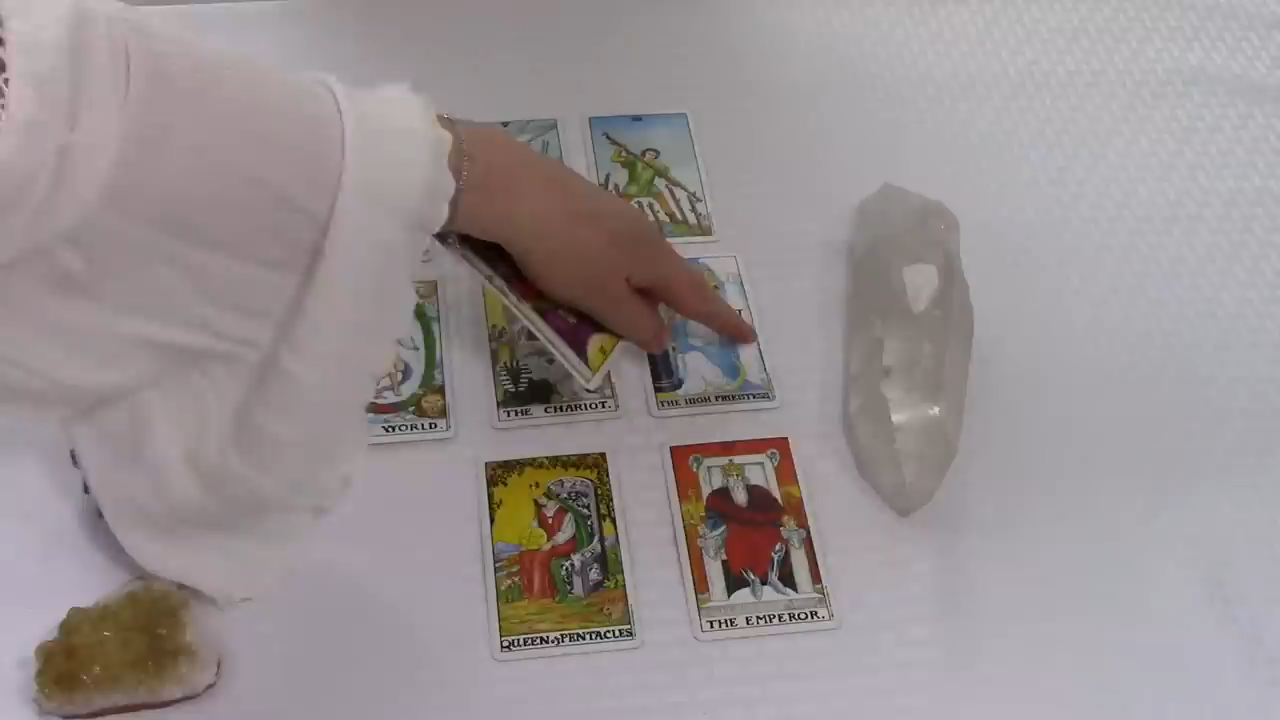 WORLD.
THE CHARIOT.
THE HIGH PRIESTESS
QUEEN of PENTACLES
THE EMPEROR.